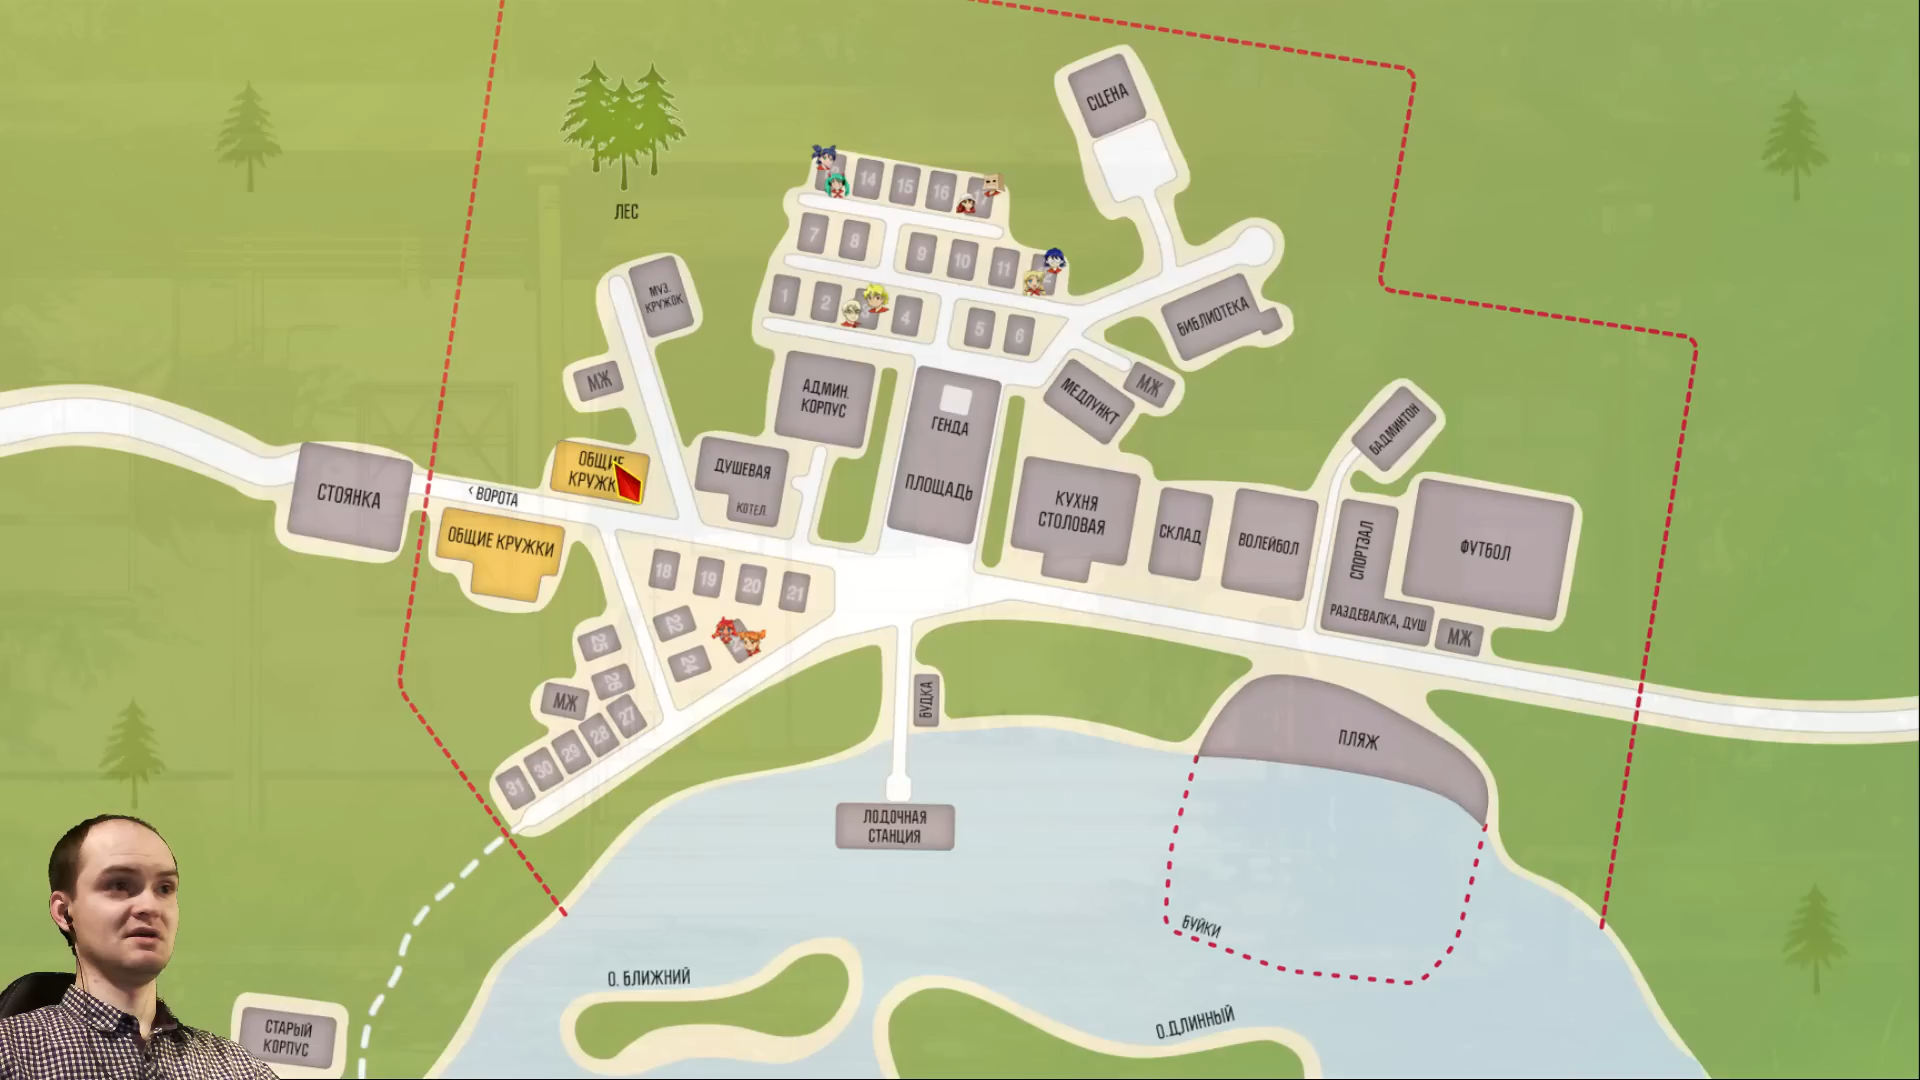 СЦЕНА
ЛЕС
14
15
16
7
8
9
10
11
МУЗ.
КРУЖОК
1
2
4
5
6
БИБЛИОТЕКА
МЖ
АДМИН.
КОРПУС
ГЕНДА
ПЛОЩАДЬ
МЕДПУНКТ
МЖ
БАДМИНТОН
СТОЯНКА
‹ ВОРОТА
ОБЩИЕ
КРУЖК
ДУШЕВАЯ
КОТЕЛ.
КУХНЯ
СТОЛОВАЯ
СКЛАД
ВОЛЕЙБОЛ
СПОРТЗАЛ
РАЗДЕВАЛКА, ДУШ
ФУТБОЛ
МЖ
ОБЩИЕ КРУЖКИ
18
19
20
21
22
24
25
26
27
28
29
30
31
МЖ
БУДКА
ПЛЯЖ
ЛОДОЧНАЯ
СТАНЦИЯ
БУЙКИ
О. БЛИЖНИЙ
О.ДЛИННЫЙ
СТАРЫЙ
КОРПУС